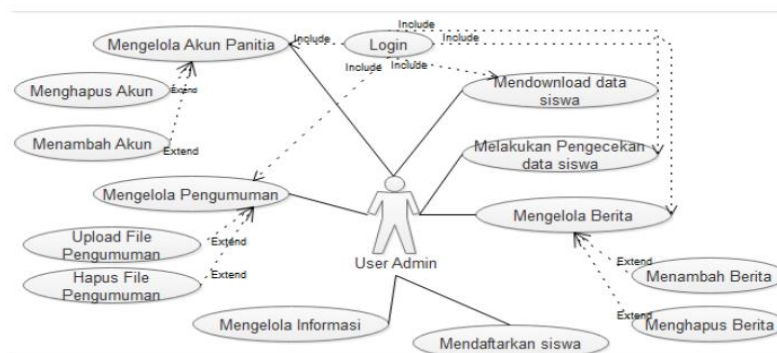 Include
Mengelola Akun Panitia
Include
Login
Include
Include
Include
Menghapus Akun
Extend
Mendownload data
siswa
Menambah Akun
Extend
Melakukan Pengecekan
data siswa
Mengelola Pengumuman
Mengelola Berita
Upload File
Pengumuman
Extend
User Admin
Hapus File
Pengumuman
Extend
Extend
Menambah Berita
Mengelola Informasi
Extend
Menghapus Berita
Mendaftarkan siswa